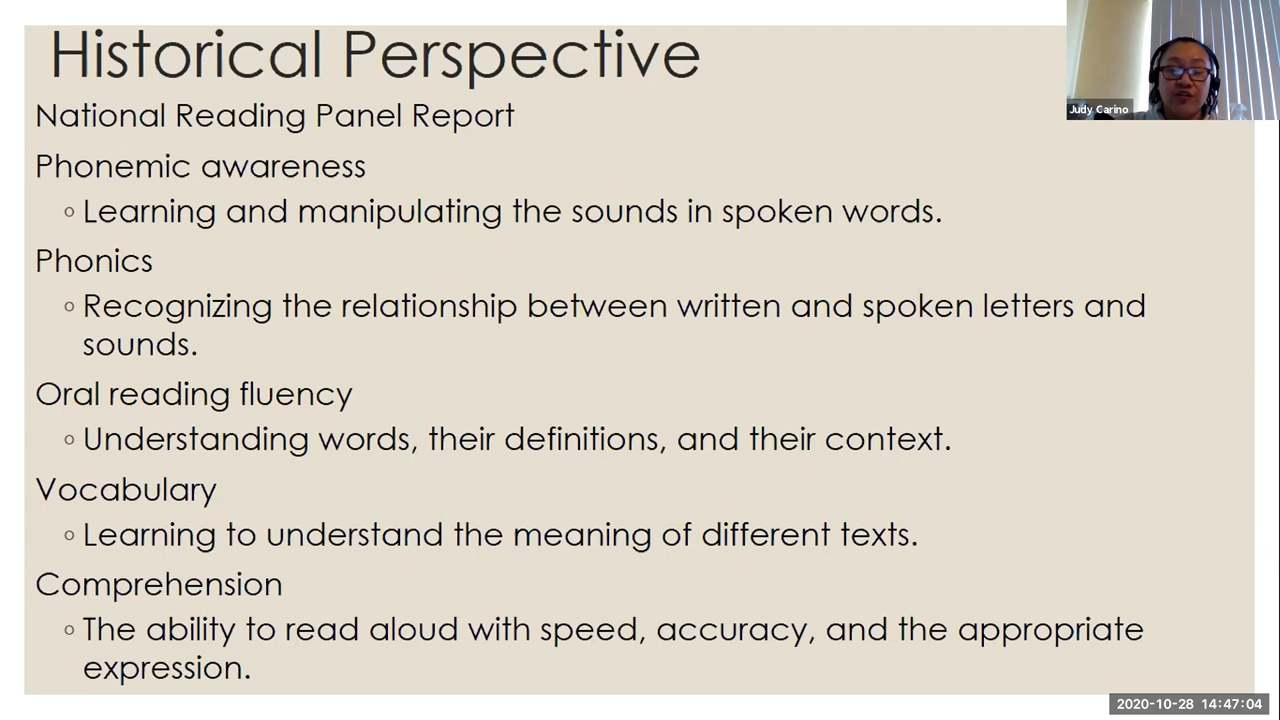 Historical Perspective
Judy Carino
National Reading Panel Report
Phonemic awareness
◦ Learning and manipulating the sounds in spoken words.
Phonics
◦ Recognizing the relationship between written and spoken letters and
sounds.
Oral reading fluency
◦ Understanding words, their definitions, and their context.
Vocabulary
◦ Learning to understand the meaning of different texts.
Comprehension
◦ The ability to read aloud with speed, accuracy, and the appropriate
expression.
2020-10-28 14:47:04